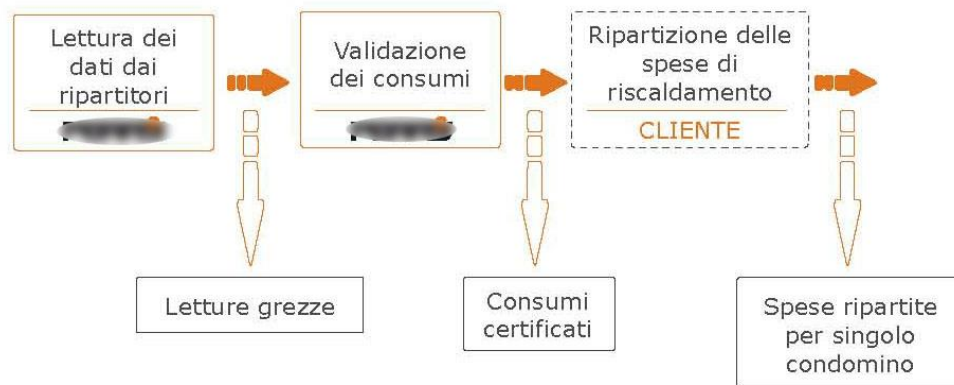 Lettura dei
dati dai
ripartitori
Validazione
dei consumi
Ripartizione delle
spese di
riscaldamento
CLIENTE
Letture grezze
Consumi
certificati
Spese ripartite
per singolo
condomino